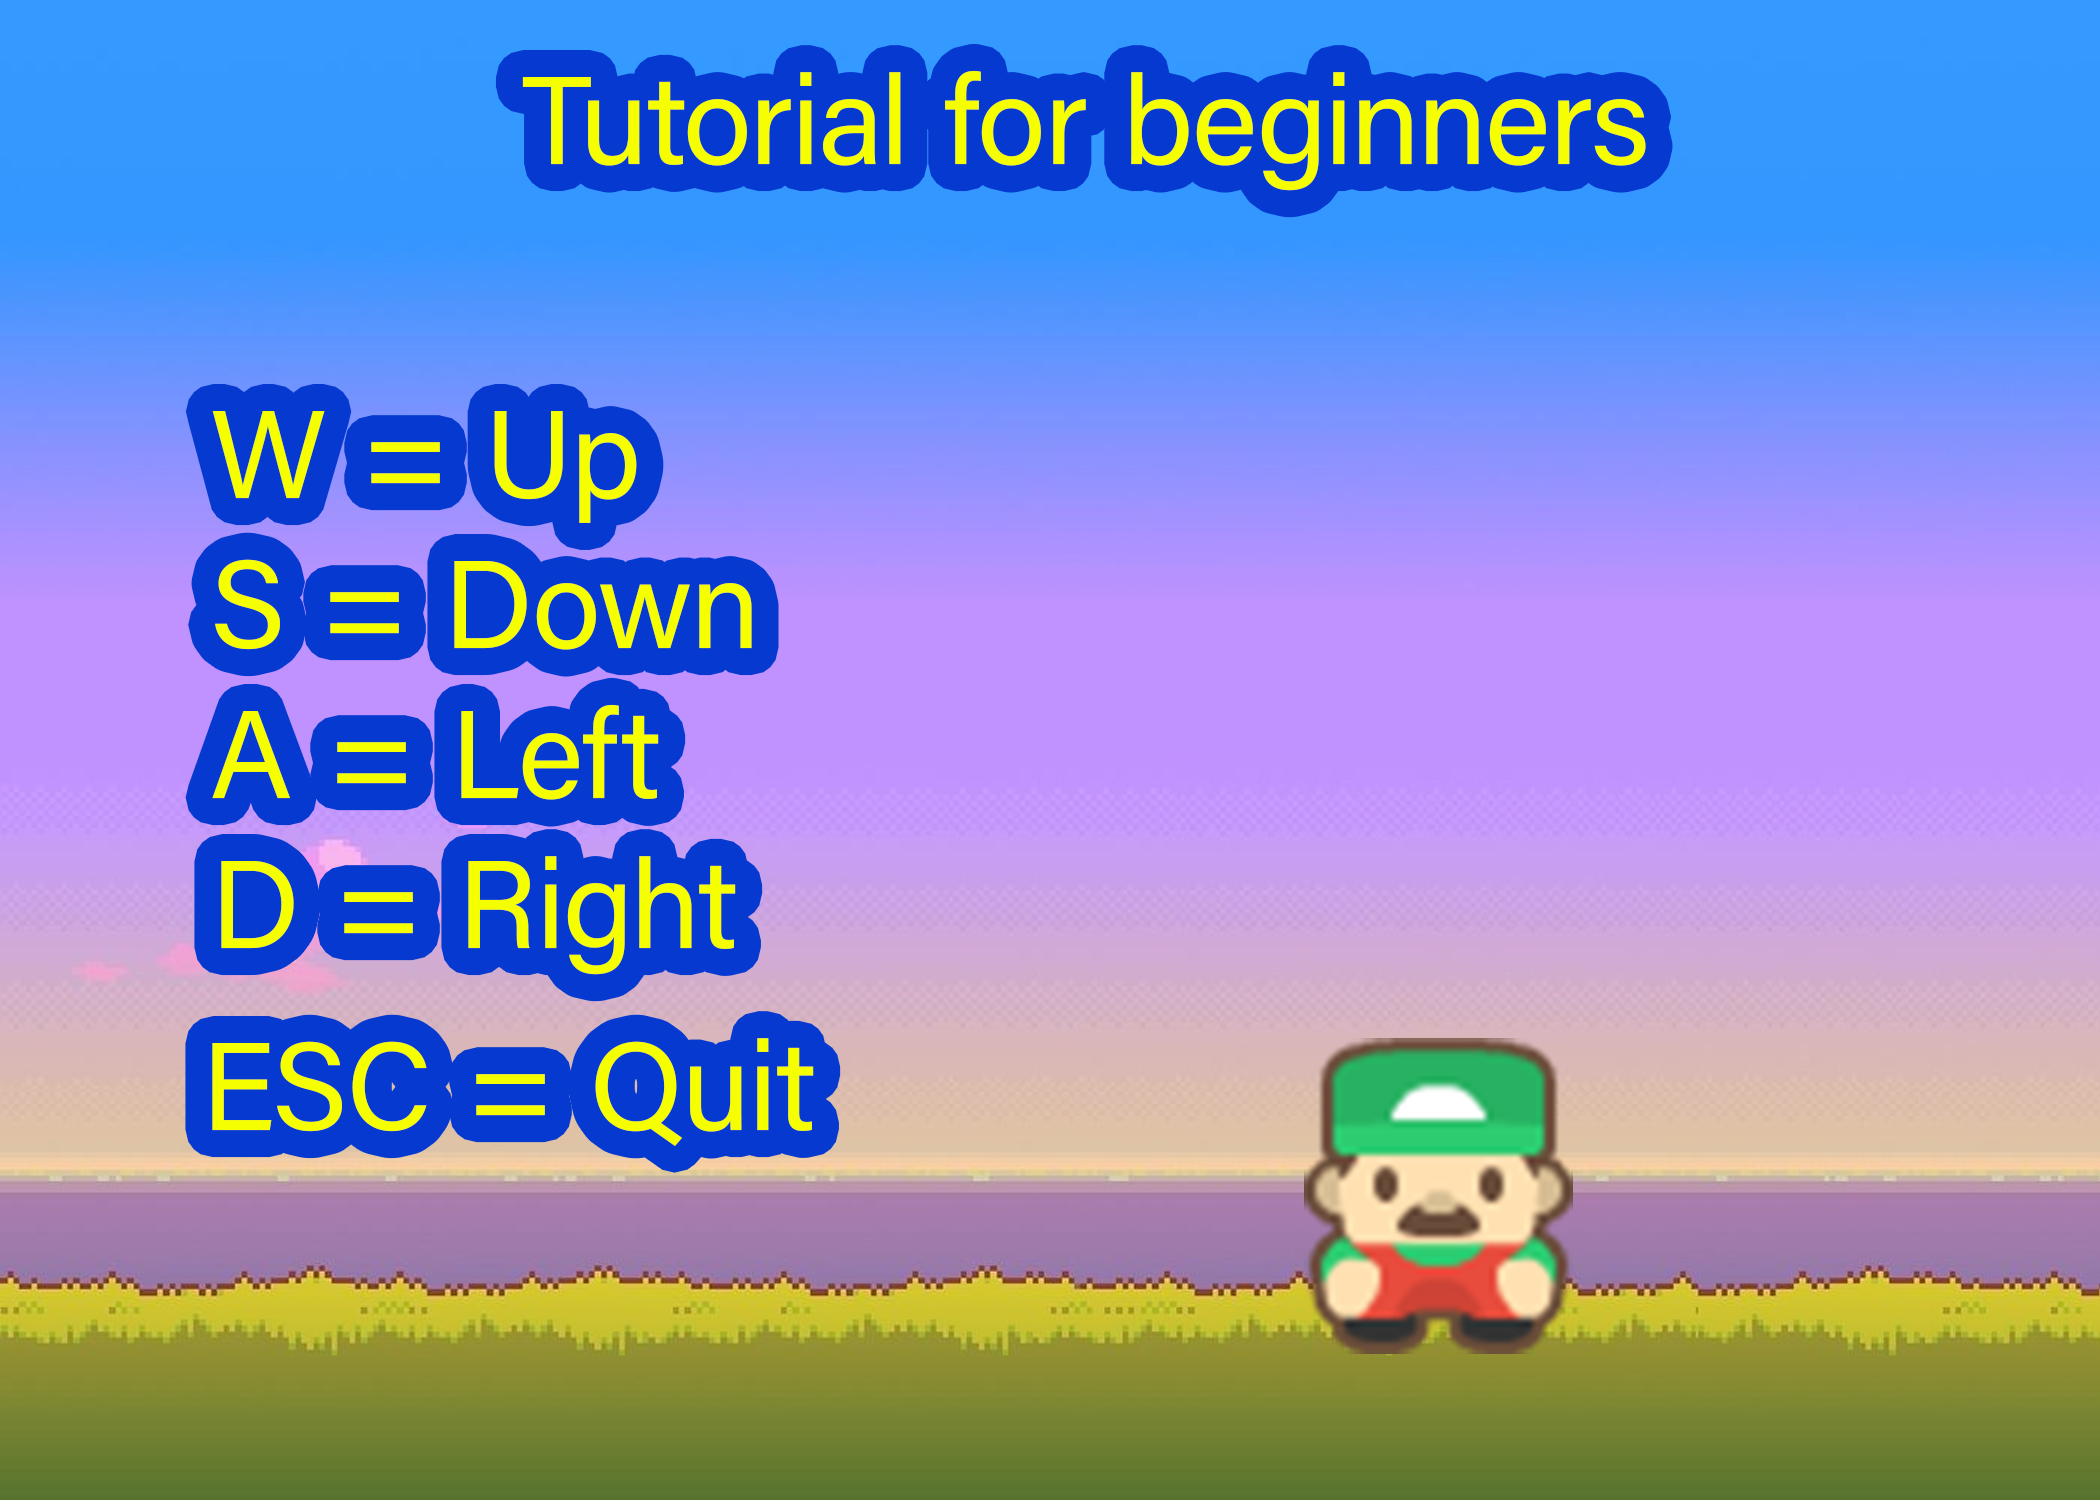 Tutorial for beginners
W = Up
S = Down
A = Left
D = Right
ESC = Quit